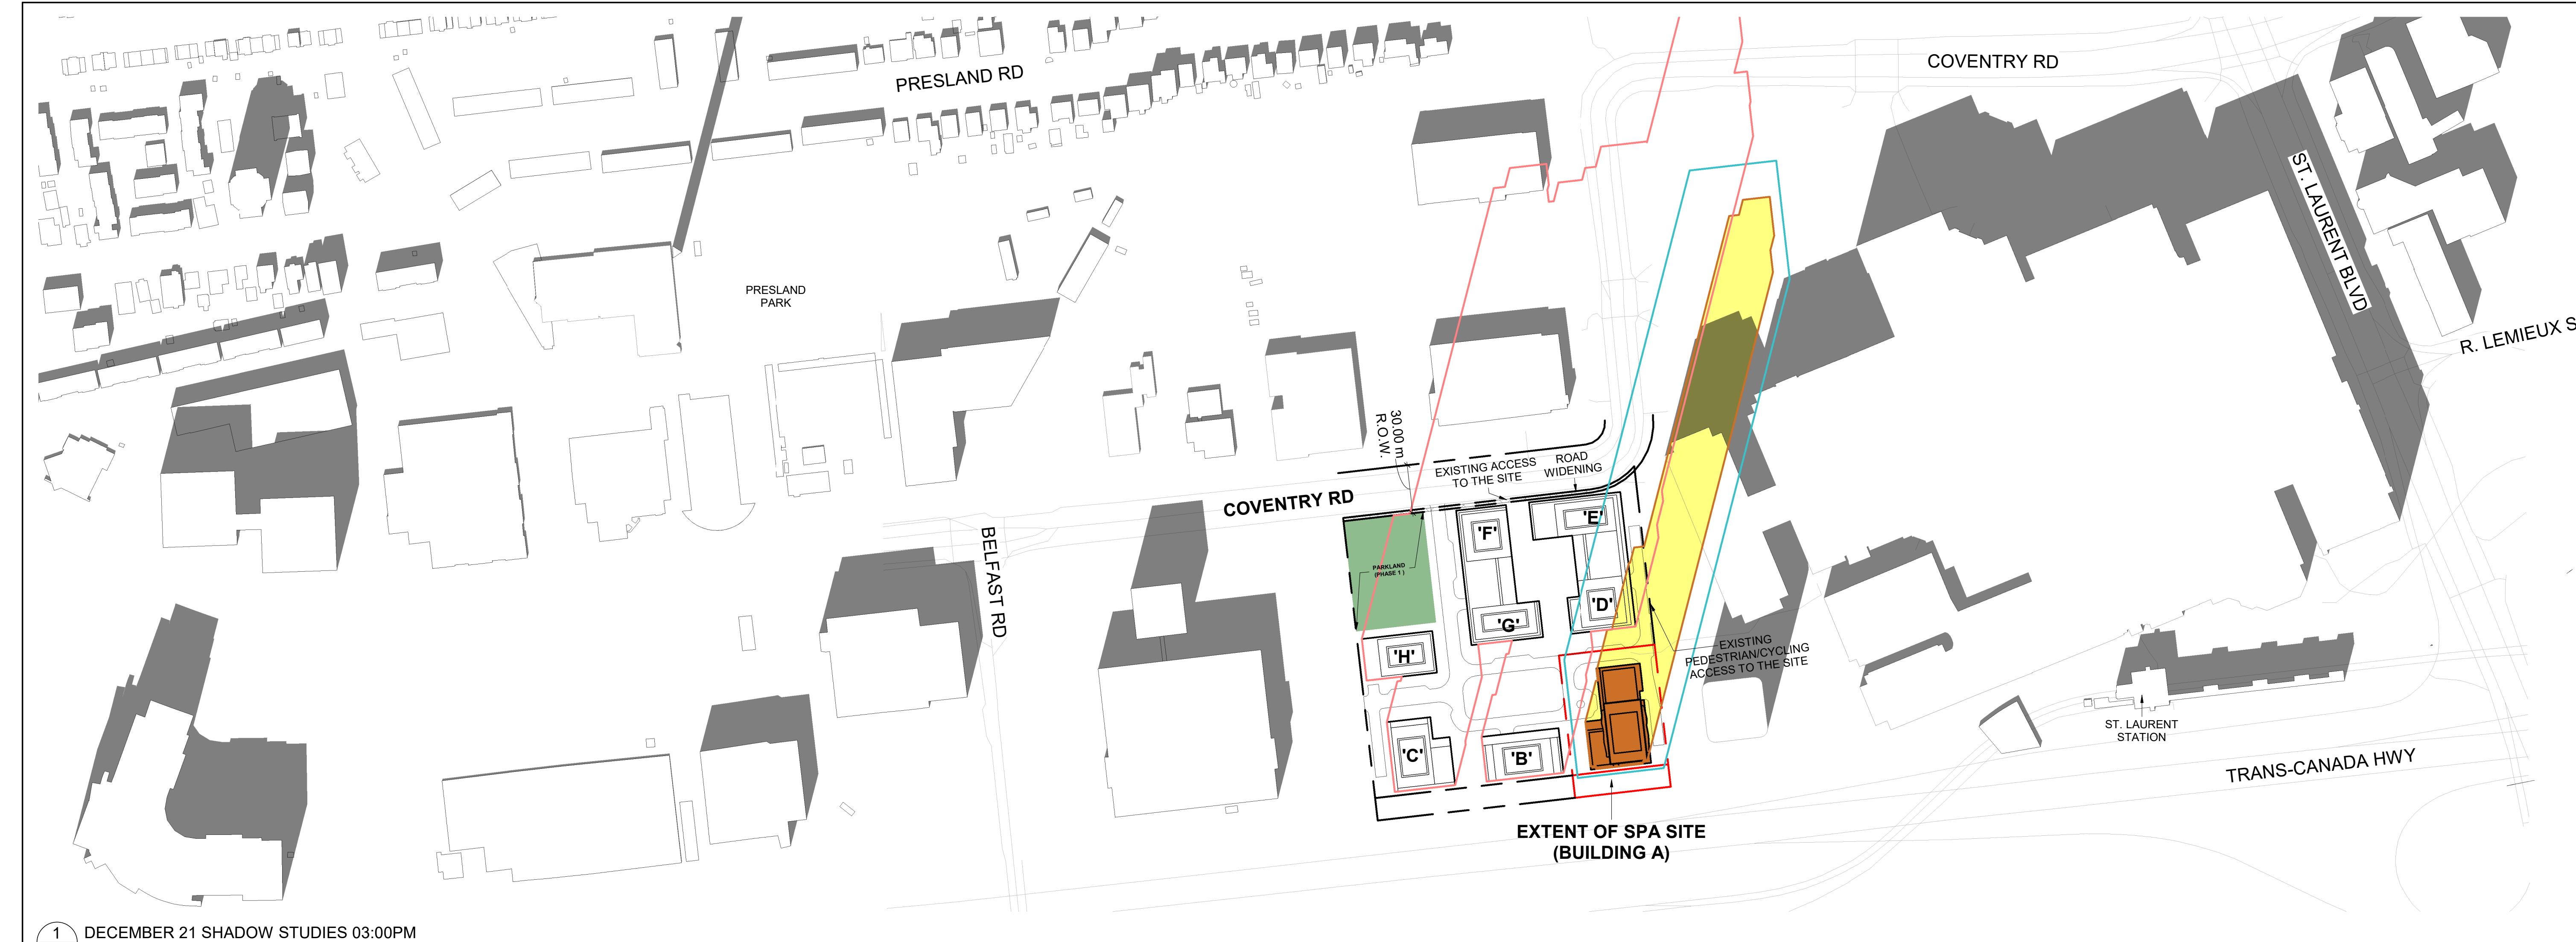 COVENTRY RD
PRESLAND RD
ST. LAURENT BLVD
PRESLAND
PARK
R. LEMIEUX S
30.00 m
R.O.W.
EXISTING ACCESS
TO THE SITE
ROAD
WIDENING
COVENTRY RD
'F'
'E'
BELFAST RD
PARKLAND
(PHASE 1 )
'D'
'G'
'H'
EXISTING
PEDESTRIAN/CYCLING
ACCESS TO THE SITE
'C'
'B'
ST. LAURENT
STATION
TRANS-CANADA HWY
EXTENT OF SPA SITE
(BUILDING A)
1
DECEMBER 21 SHADOW STUDIES 03:00PM